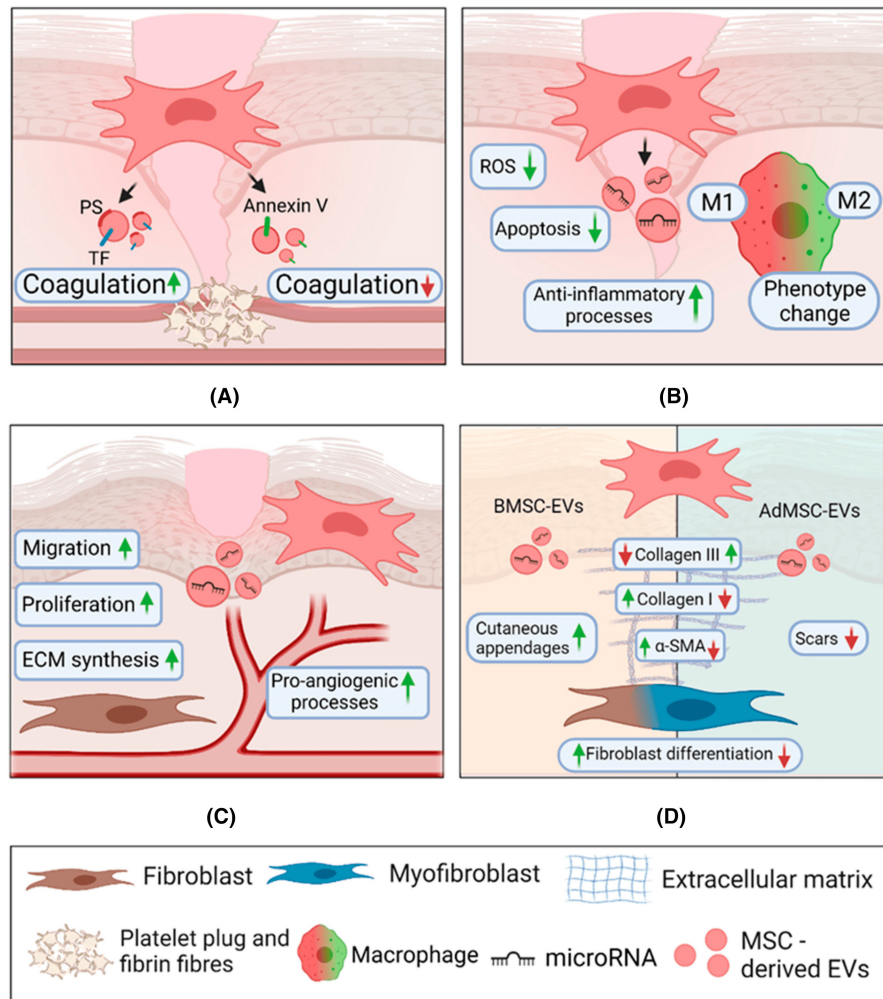 PS
TF
Annexin V
Coagulation
Coagulation
(A)
ROS
Apoptosis
Anti-inflammatory
processes
M1
M2
Phenotype
change
(B)
Migration
Proliferation
ECM synthesis
Pro-angiogenic
processes
(C)
BMSC-EVs
AdMSC-EVs
Collagen III
Collagen I
α-SMA
Cutaneous
appendages
Scars
Fibroblast differentiation
(D)
Fibroblast
Myofibroblast
Extracellular matrix
Platelet plug and
fibrin fibres
Macrophage
microRNA
MSC -
derived EVs